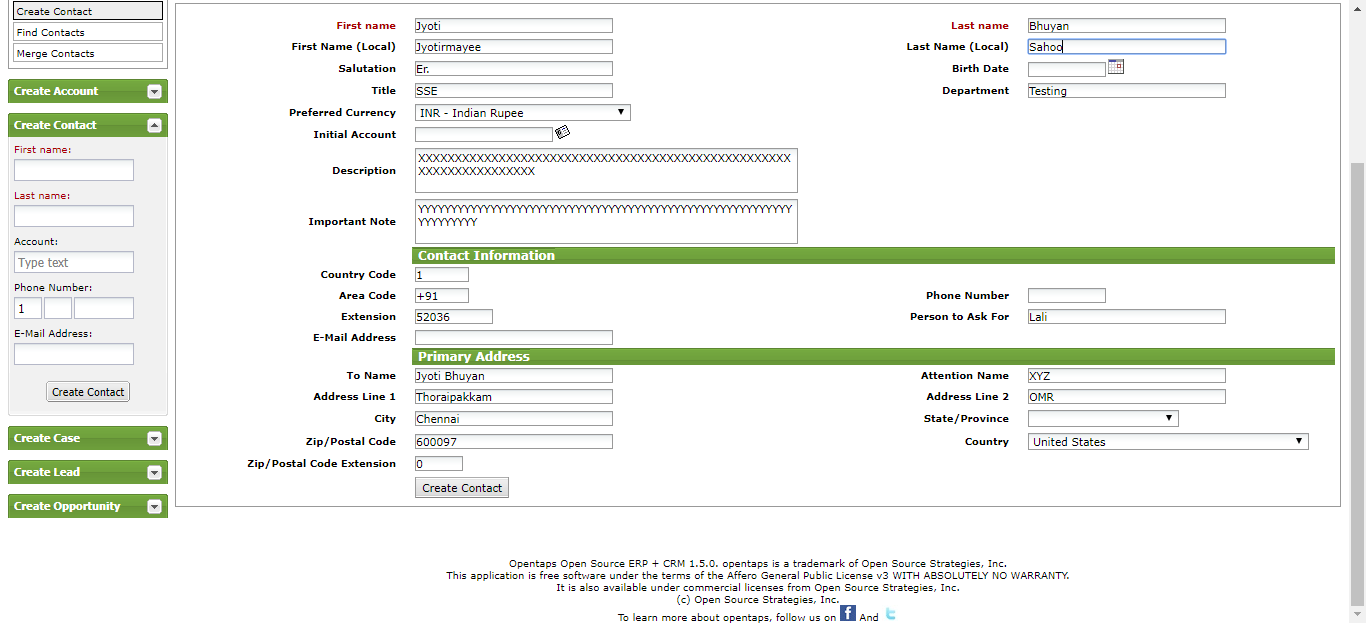 Create Contact
Find Contacts
Merge Contacts
Create Account
Create Contact
First name:
Last name:
Account:
Type text
Phone Number:
1
E-Mail Address:
Create Contact
Create Case
Create Lead
Create Opportunity
First name Jyoti Last name Bhuyan
First Name (Local) Jyotirmayee Last Name (Local) Sahoo
Salutation Er. Birth Date
Title SSE Department Testing
Preferred Currency INR - Indian Rupee
Initial Account
Description XXXXXXXXXXXXXXXXXXXXXXXXXXXXXXXXXXXXXXXXXXXXXXXXXXX
XXXXXXXXXXXXXXXX
Important Note YYYYYYYYYYYYYYYYYYYYYYYYYYYYYYYYYYYYYYYYYYYYYYYYYYYYYYYYY
YYYYYYYYY
Contact Information
Country Code 1
Area Code +91 Phone Number
Extension 52036 Person to Ask For Lali
E-Mail Address
Primary Address
To Name Jyoti Bhuyan Attention Name XYZ
Address Line 1 Thoraipakkam Address Line 2 OMR
City Chennai State/Province
Zip/Postal Code 600097 Country United States
Zip/Postal Code Extension 0
Create Contact
Opentaps Open Source ERP + CRM 1.5.0. opentaps is a trademark of Open Source Strategies, Inc.
This application is free software under the terms of the Affero General Public License v3 WITH ABSOLUTELY NO WARRANTY.
It is also available under commercial licenses from Open Source Strategies, Inc.
(c) Open Source Strategies, Inc.
To learn more about opentaps, follow us on f And t